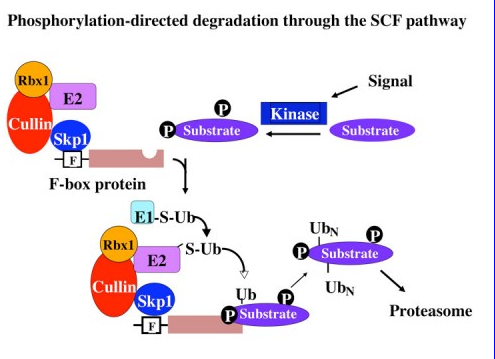 Phosphorylation-directed degradation through the SCF pathway
Rbx1
E2
Cullin
Skp1
F
F-box protein
P
P
Substrate
Kinase
Signal
Substrate
E1-S-Ub
Rbx1
S-Ub
E2
Cullin
Skp1
F
Ub
P
P
Substrate
UbN
P
P
Substrate
UbN
Proteasome